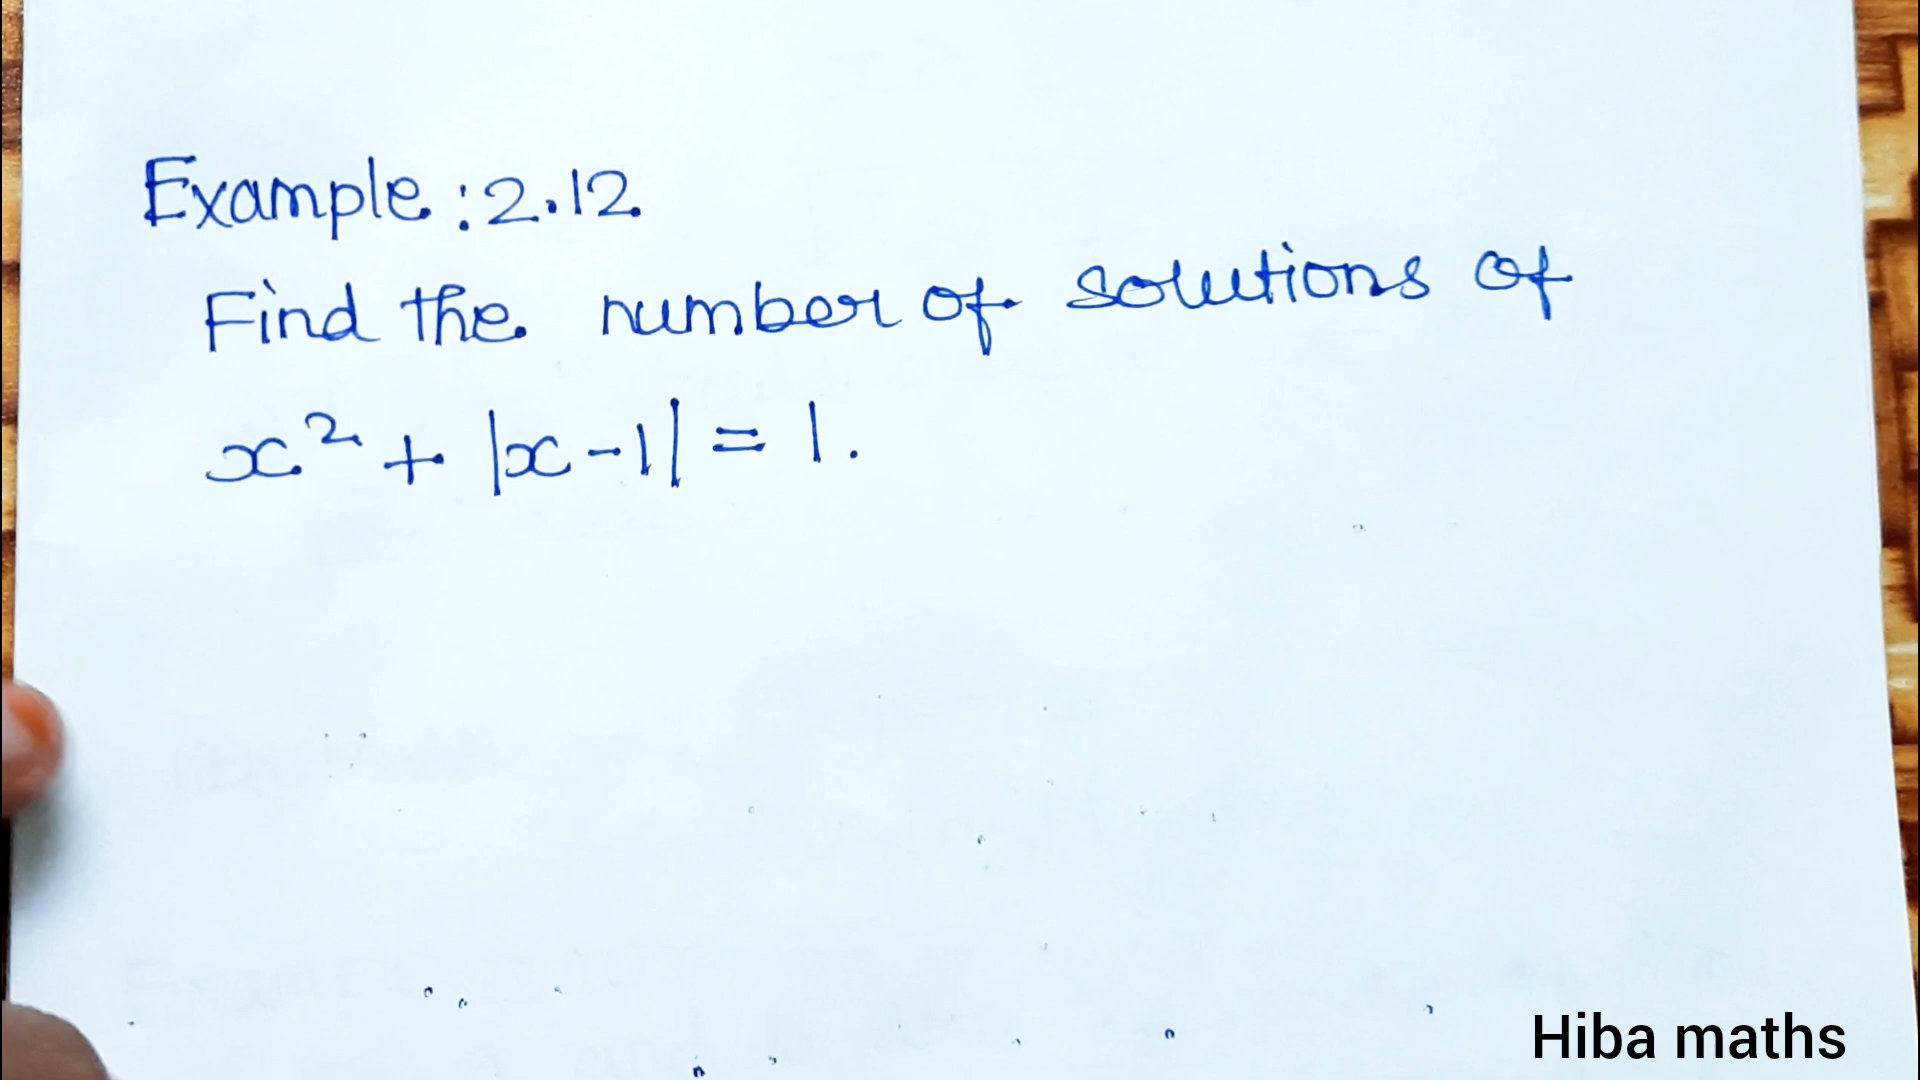 Example : 2.12
Find the number of solutions of
x² + |x - 1| = 1.
Hiba maths